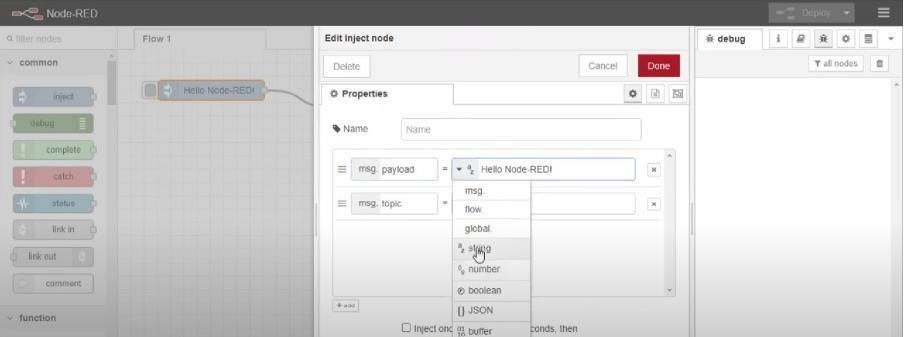 Node-RED
Deploy
filter nodes
Flow 1
Edit inject node
debug
i
common
Delete
Cancel
Done
all nodes
inject
Hello Node-RED!
Properties
debug
complete
Name
Name
catch
msg. payload = Hello Node-RED!
status
msg.
msg. topic =
flow.
link in
global.
string
link out
number
comment
boolean
+ add
{} JSON
function
Inject onc
conds, then
buffer